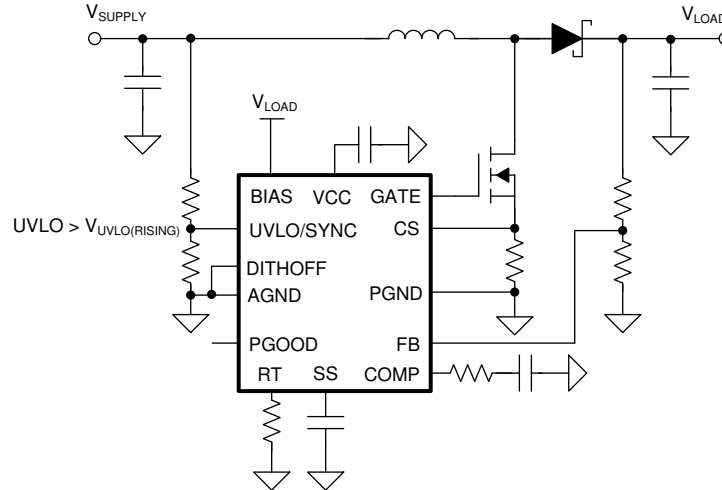 VSUPPLY
VLOAD
VLOAD
BIAS
VCC
GATE
UVLO > VUVLO(RISING)
UVLO/SYNC
CS
DITHOFF
AGND
PGND
PGOOD
FB
RT
SS
COMP